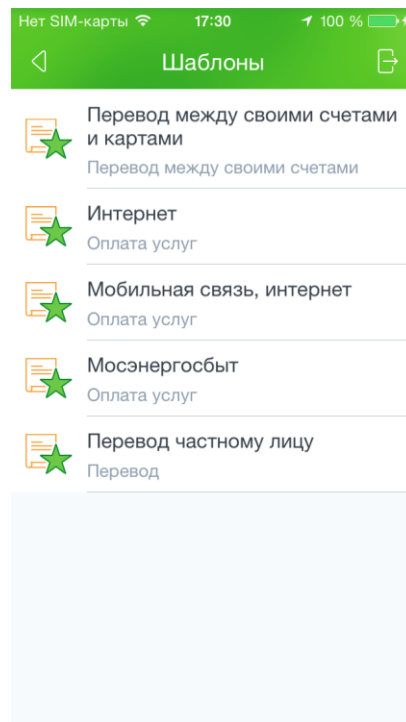 Нет SIM-карты 17:30 100 %
Шаблоны
Перевод между своими счетами
и картами
Перевод между своими счетами
Интернет
Оплата услуг
Мобильная связь, интернет
Оплата услуг
Мосэнергосбыт
Оплата услуг
Перевод частному лицу
Перевод